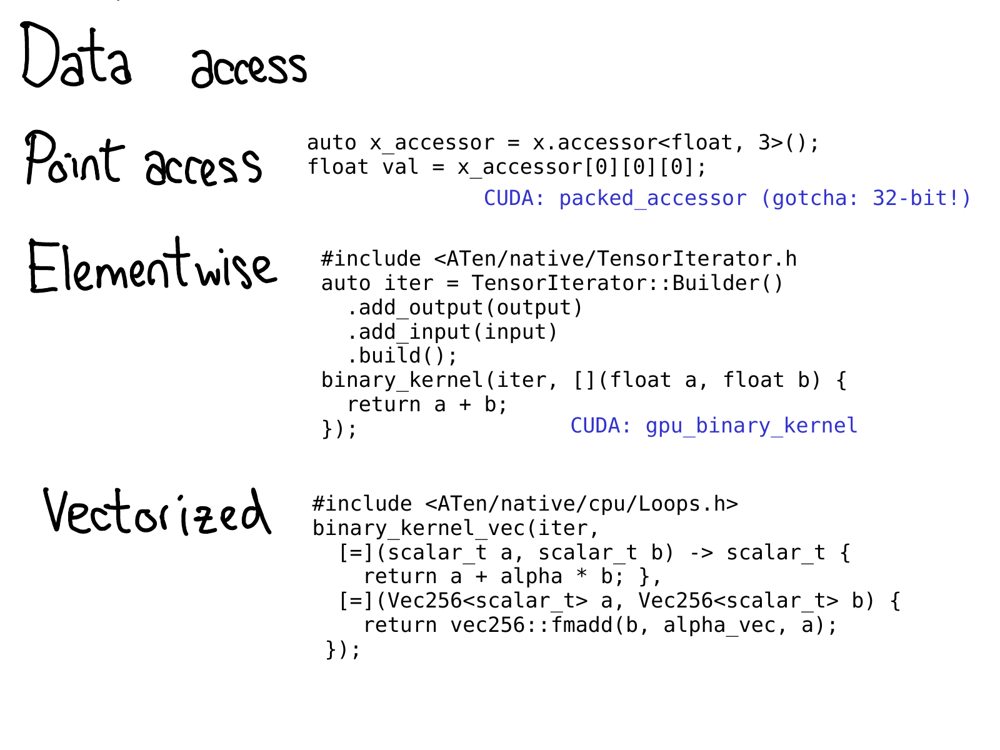 Data access
Point access
auto x_accessor = x.accessor<float, 3>();
float val = x_accessor[0][0][0];
CUDA: packed_accessor (gotcha: 32-bit!)
Elementwise
#include <ATen/native/TensorIterator.h
auto iter = TensorIterator::Builder()
  .add_output(output)
  .add_input(input)
  .build();
binary_kernel(iter, [](float a, float b) {
  return a + b;
});
CUDA: gpu_binary_kernel
Vectorized
#include <ATen/native/cpu/Loops.h>
binary_kernel_vec(iter,
  [=](scalar_t a, scalar_t b) -> scalar_t {
    return a + alpha * b; },
  [=](Vec256<scalar_t> a, Vec256<scalar_t> b) {
    return vec256::fmadd(b, alpha_vec, a);
 });